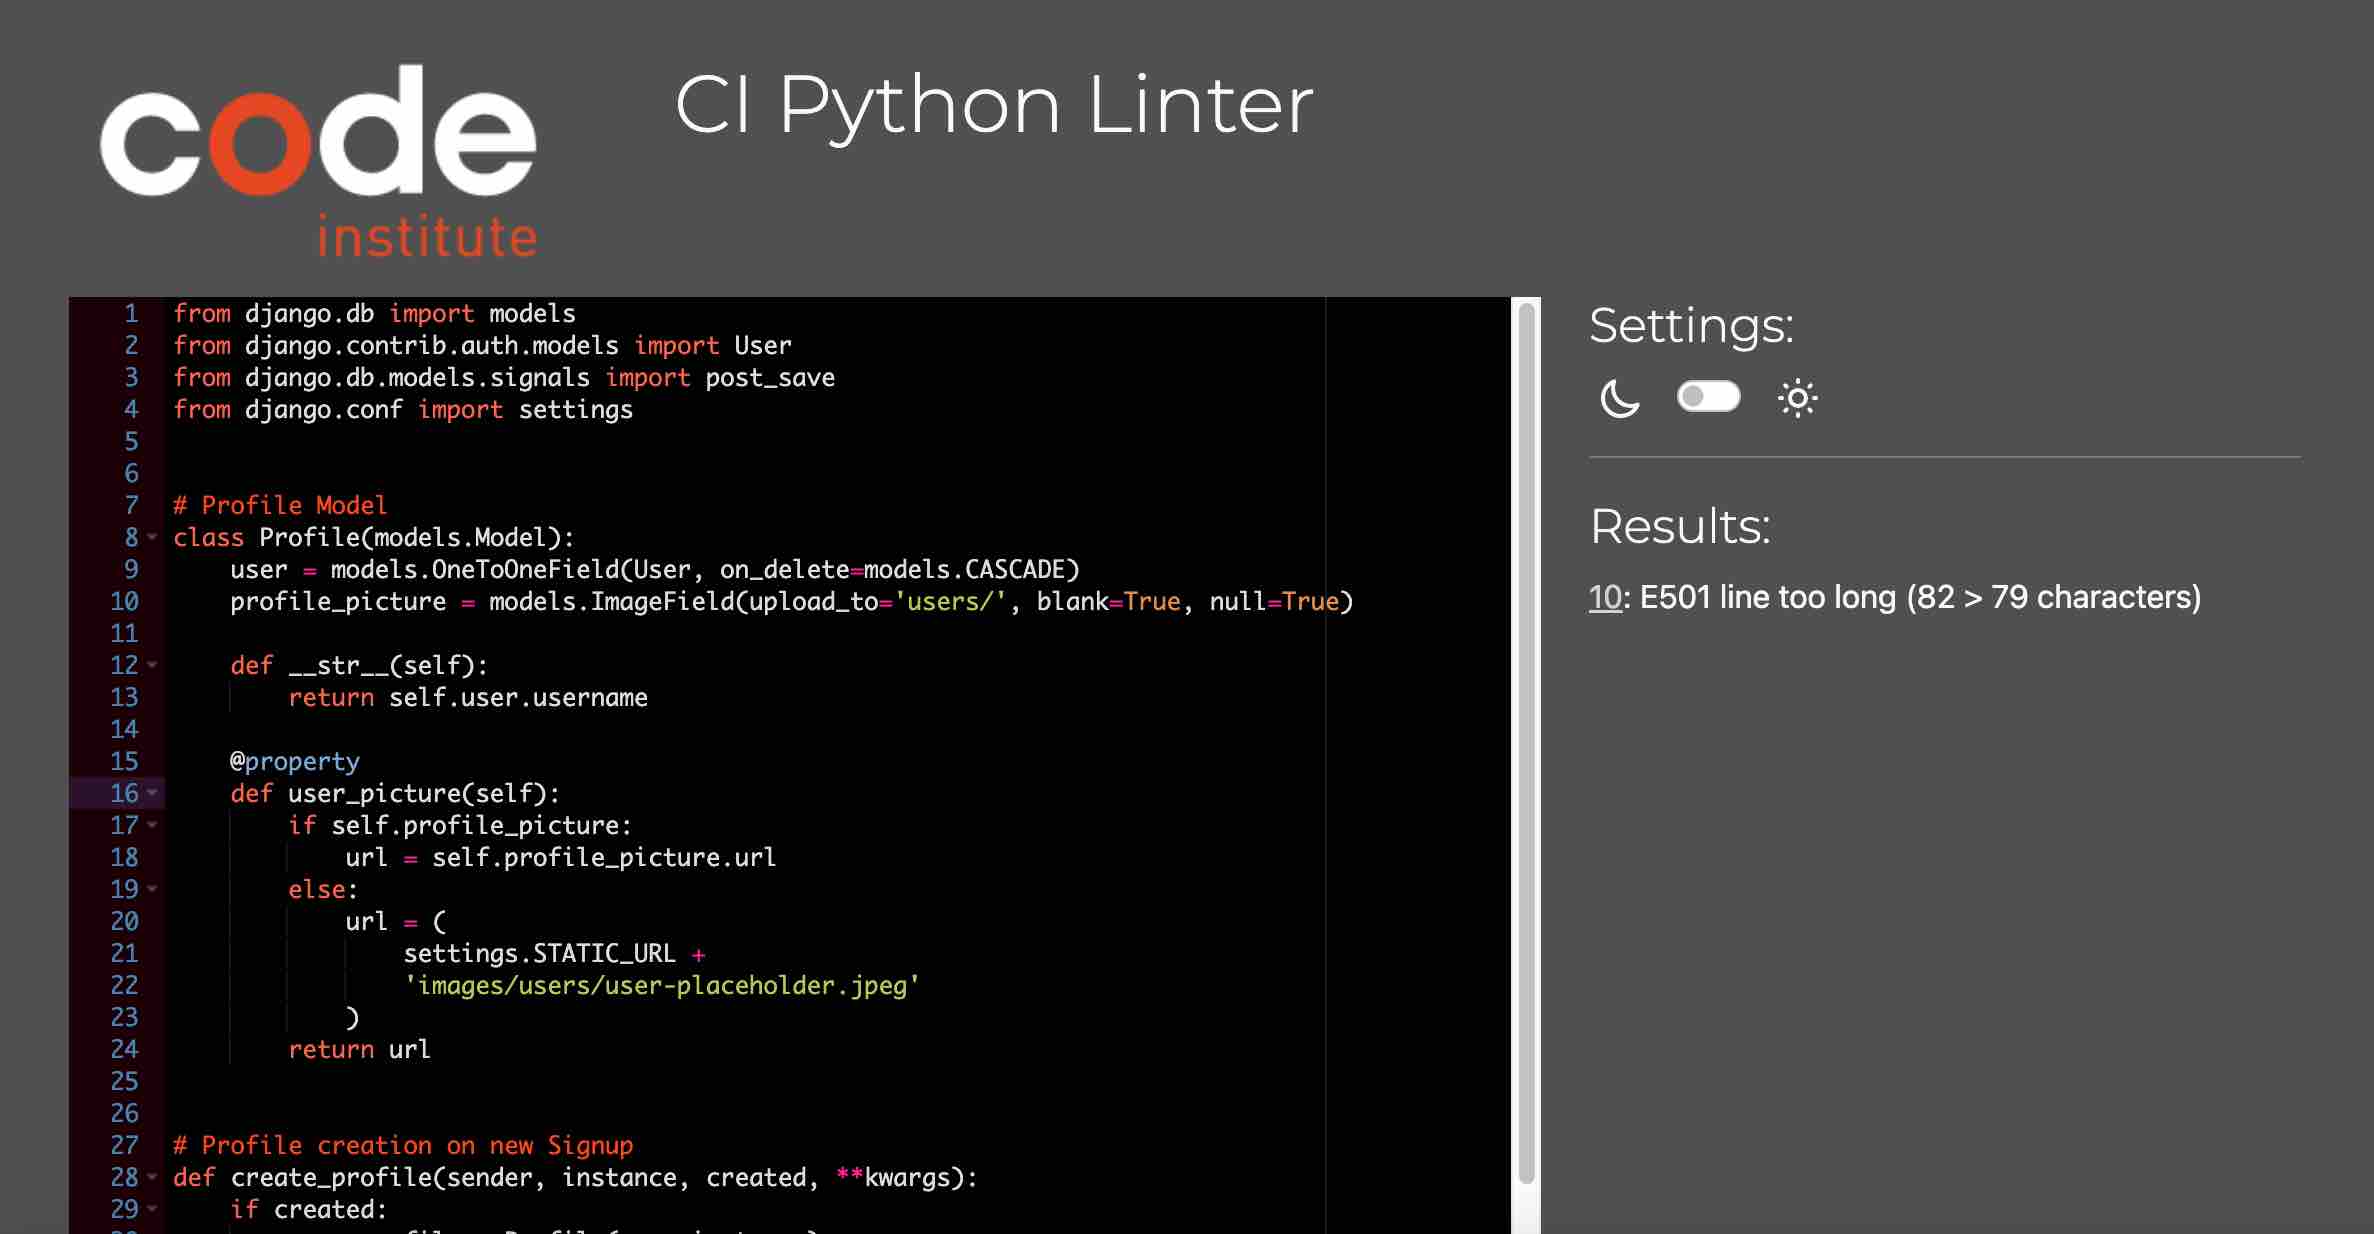 code
institute
CI Python Linter
1 from django.db import models
2 from django.contrib.auth.models import User
3 from django.db.models.signals import post_save
4 from django.conf import settings
5
6
7 # Profile Model
8 class Profile(models.Model):
9     user = models.OneToOneField(User, on_delete=models.CASCADE)
10     profile_picture = models.ImageField(upload_to='users/', blank=True, null=True)
11
12     def __str__(self):
13         return self.user.username
14
15     @property
16     def user_picture(self):
17         if self.profile_picture:
18             url = self.profile_picture.url
19         else:
20             url = (
21                 settings.STATIC_URL +
22                 'images/users/user-placeholder.jpeg'
23             )
24         return url
25
26
27 # Profile creation on new Signup
28 def create_profile(sender, instance, created, **kwargs):
29     if created:
Settings:
Results:
10: E501 line too long (82 > 79 characters)